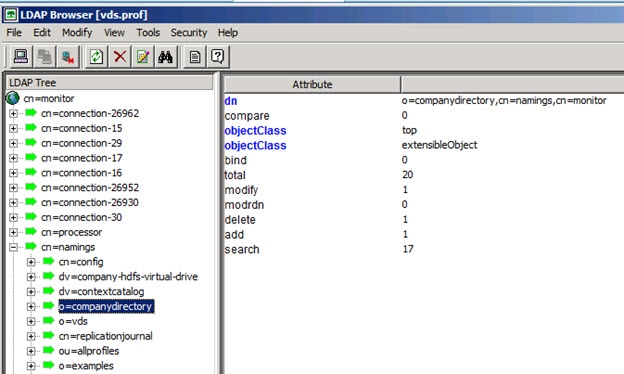 LDAP Browser [vds.prof]
File Edit Modify View Tools Security Help
LDAP Tree
cn=monitor
cn=connection-26962
cn=connection-15
cn=connection-29
cn=connection-17
cn=connection-16
cn=connection-26952
cn=connection-26930
cn=connection-30
cn=processor
cn=namings
cn=config
dv=company-hdfs-virtual-drive
dv=contextcatalog
o=companydirectory
o=vds
cn=replicationjournal
ou=allprofiles
o=examples
Attribute
dn o=companydirectory,cn=namings,cn=monitor
compare 0
objectClass top
objectClass extensibleObject
bind 0
total 20
modify 1
modrdn 0
delete 1
add 1
search 17